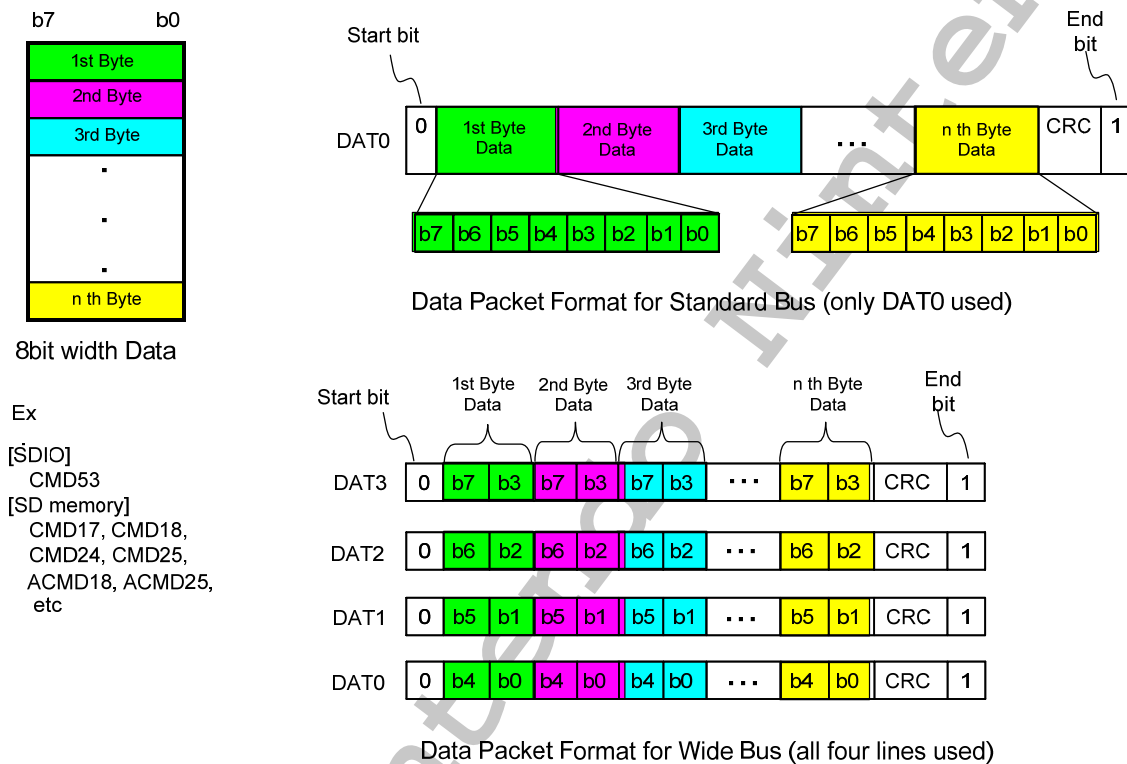 b7 b0
1st Byte
2nd Byte
3rd Byte
.
.
.
n th Byte
8bit width Data
Ex
[SDIO]
CMD53
[SD memory]
CMD17, CMD18,
CMD24, CMD25,
ACMD18, ACMD25,
etc
Start bit
End
bit
DAT0 0 1st Byte Data 2nd Byte Data 3rd Byte Data ... n th Byte Data CRC 1
b7 b6 b5 b4 b3 b2 b1 b0
b7 b6 b5 b4 b3 b2 b1 b0
Data Packet Format for Standard Bus (only DAT0 used)
Start bit
1st Byte
Data
2nd Byte
Data
3rd Byte
Data
n th Byte
Data
End
bit
DAT3 0 b7 b3 b7 b3 b7 b3 ... b7 b3 CRC 1
DAT2 0 b6 b2 b6 b2 b6 b2 ... b6 b2 CRC 1
DAT1 0 b5 b1 b5 b1 b5 b1 ... b5 b1 CRC 1
DAT0 0 b4 b0 b4 b0 b4 b0 ... b4 b0 CRC 1
Data Packet Format for Wide Bus (all four lines used)